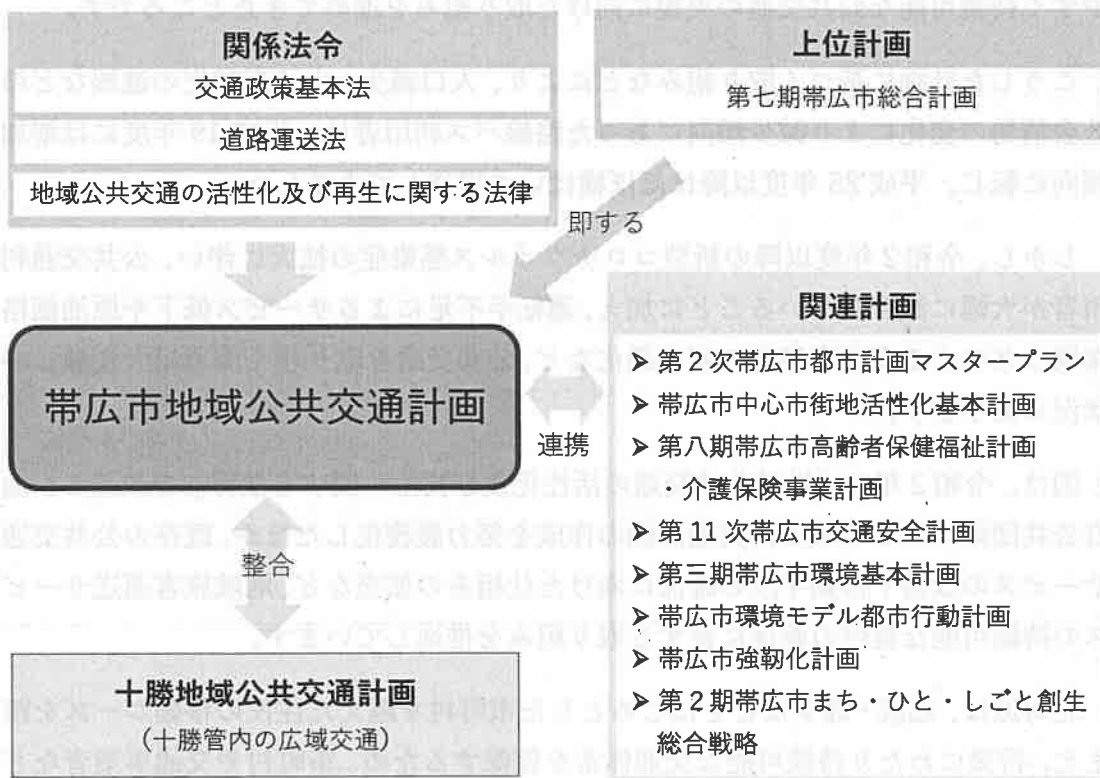 関係法令
交通政策基本法
道路運送法
地域公共交通の活性化及び再生に関する法律
上位計画
第七期帯広市総合計画
即する
帯広市地域公共交通計画
連携
関連計画
➤ 第2次帯広市都市計画マスタープラン
➤ 帯広市中心市街地活性化基本計画
➤ 第八期帯広市高齢者保健福祉計画
・介護保険事業計画
➤ 第11次帯広市交通安全計画
➤ 第三期帯広市環境基本計画
➤ 帯広市環境モデル都市行動計画
➤ 帯広市強靭化計画
➤ 第2期帯広市まち・ひと・しごと創生
総合戦略
整合
十勝地域公共交通計画
(十勝管内の広域交通)